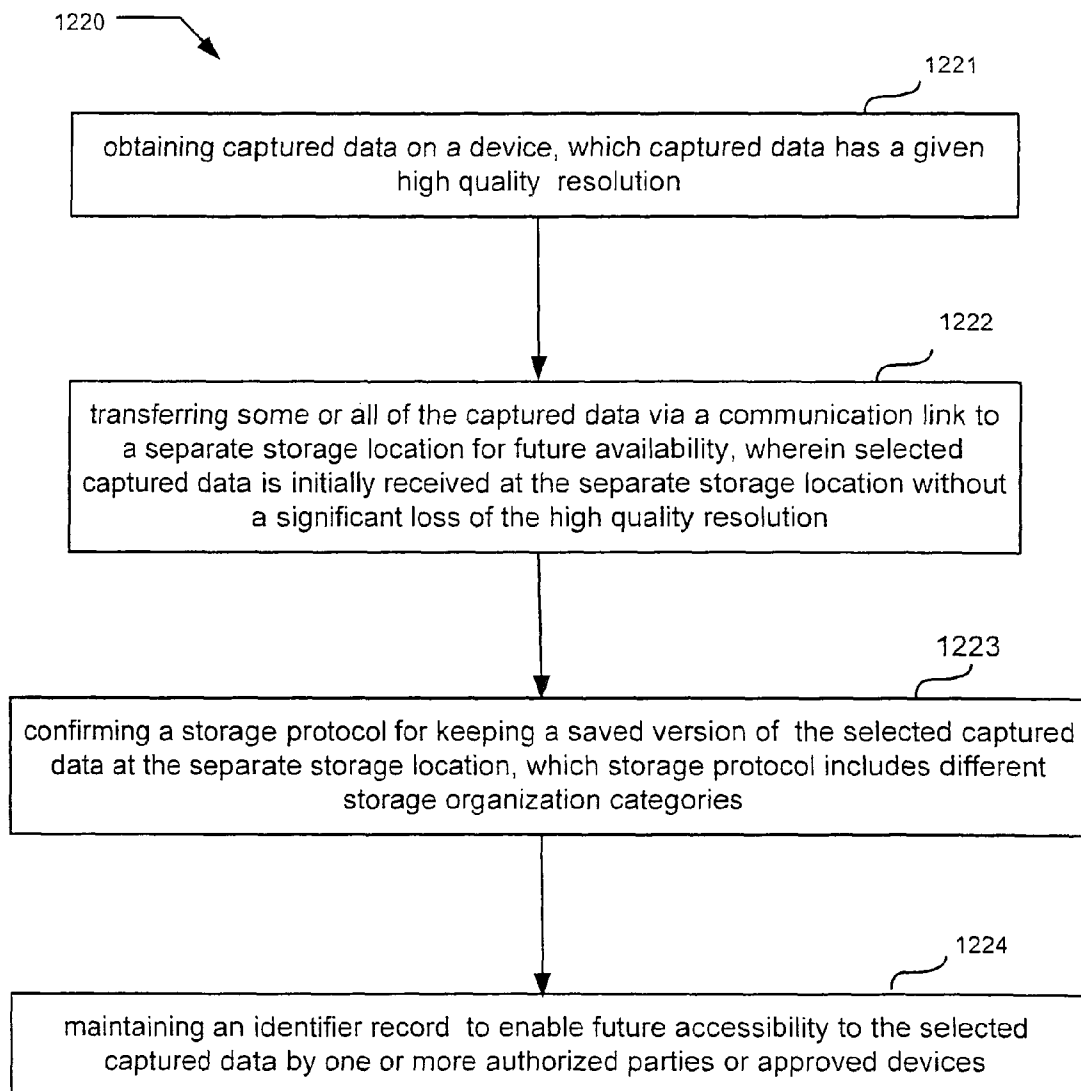 1220
1221
obtaining captured data on a device, which captured data has a given
high quality resolution
1222
transferring some or all of the captured data via a communication link to
a separate storage location for future availability, wherein selected
captured data is initially received at the separate storage location without
a significant loss of the high quality resolution
1223
confirming a storage protocol for keeping a saved version of the selected captured
data at the separate storage location, which storage protocol includes different
storage organization categories
1224
maintaining an identifier record to enable future accessibility to the selected
captured data by one or more authorized parties or approved devices